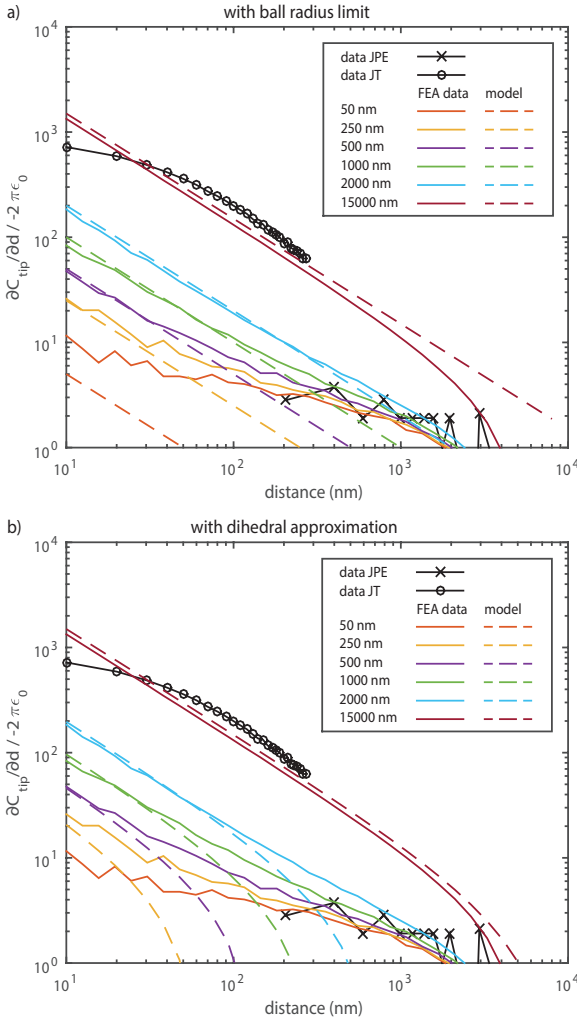 a)
with ball radius limit
10^4
10^3
10^2
10^1
10^0
∂C_tip/∂d / -2 π ϵ_0
data JPE
data JT
FEA data model
50 nm
250 nm
500 nm
1000 nm
2000 nm
15000 nm
10^1 10^2 10^3 10^4
distance (nm)
b)
with dihedral approximation
10^4
10^3
10^2
10^1
10^0
∂C_tip/∂d / -2 π ϵ_0
data JPE
data JT
FEA data model
50 nm
250 nm
500 nm
1000 nm
2000 nm
15000 nm
10^1 10^2 10^3 10^4
distance (nm)